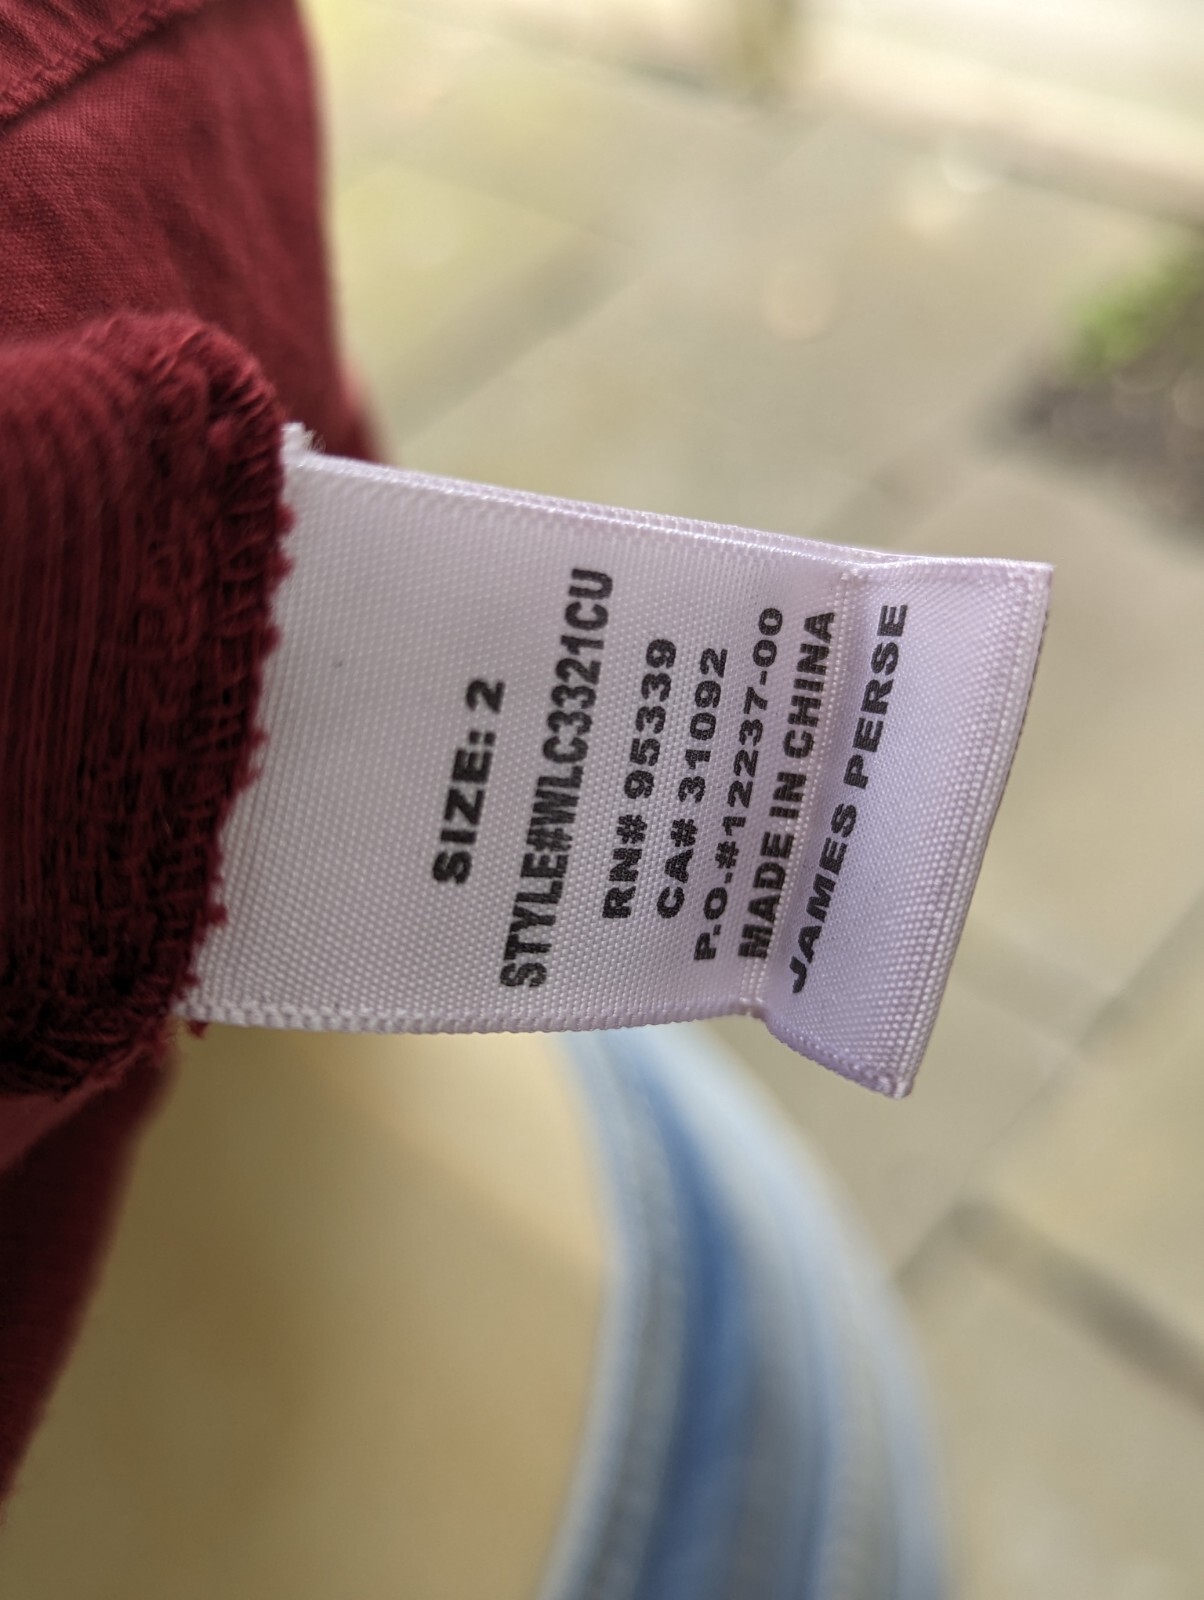 SIZE: 2
STYLE#WLC3321CU
RN# 95339
CA# 31092
P.O.#12237-00
MADE IN CHINA
JAMES PERSE